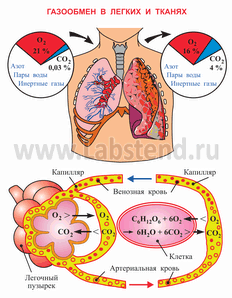 ГАЗООБМЕН В ЛЕГКИХ И ТКАНЯХ
O₂
21 %
CO₂
0,03 %
Азот
Пары воды
Инертные газы
O₂
16 %
CO₂
4 %
Азот
Пары воды
Инертные газы
www.labstend.ru
Капилляр
Капилляр
Венозная кровь
O₂ >
O₂
CO₂ <
CO₂
C₆H₁₂O₆ + 6O₂
< O₂
6H₂O + 6CO₂ >
CO₂
Клетка
Легочный
пузырек
Артериальная кровь